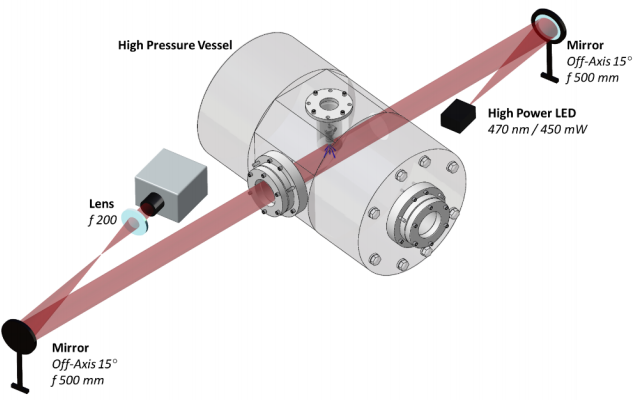 High Pressure Vessel
Mirror
Off-Axis 15°
f 500 mm
High Power LED
470 nm / 450 mW
Lens
f 200
Mirror
Off-Axis 15°
f 500 mm